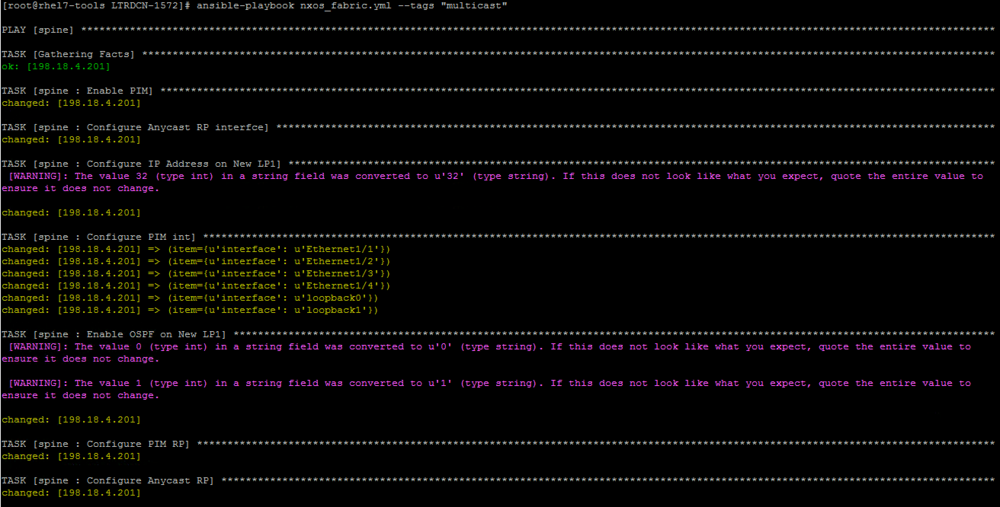 [root@rhel7-tools LTRDCN-1572]# ansible-playbook nxos_fabric.yml --tags "multicast"
PLAY [spine] ******************************************************************************************************************************************************
TASK [Gathering Facts] ********************************************************************************************************************************************
ok: [198.18.4.201]
TASK [spine : Enable PIM] *****************************************************************************************************************************************
changed: [198.18.4.201]
TASK [spine : Configure Anycast RP interfce] **********************************************************************************************************************
changed: [198.18.4.201]
TASK [spine : Configure IP Address on New LP1] ********************************************************************************************************************
[WARNING]: The value 32 (type int) in a string field was converted to u'32' (type string). If this does not look like what you expect, quote the entire value to
ensure it does not change.
changed: [198.18.4.201]
TASK [spine : Configure PIM int] **********************************************************************************************************************************
changed: [198.18.4.201] => (item={u'interface': u'Ethernet1/1'})
changed: [198.18.4.201] => (item={u'interface': u'Ethernet1/2'})
changed: [198.18.4.201] => (item={u'interface': u'Ethernet1/3'})
changed: [198.18.4.201] => (item={u'interface': u'Ethernet1/4'})
changed: [198.18.4.201] => (item={u'interface': u'loopback0'})
changed: [198.18.4.201] => (item={u'interface': u'loopback1'})
TASK [spine : Enable OSPF on New LP1] *****************************************************************************************************************************
[WARNING]: The value 0 (type int) in a string field was converted to u'0' (type string). If this does not look like what you expect, quote the entire value to
ensure it does not change.
[WARNING]: The value 1 (type int) in a string field was converted to u'1' (type string). If this does not look like what you expect, quote the entire value to
ensure it does not change.
changed: [198.18.4.201]
TASK [spine : Configure PIM RP] ***********************************************************************************************************************************
changed: [198.18.4.201]
TASK [spine : Configure Anycast RP] *******************************************************************************************************************************
changed: [198.18.4.201]